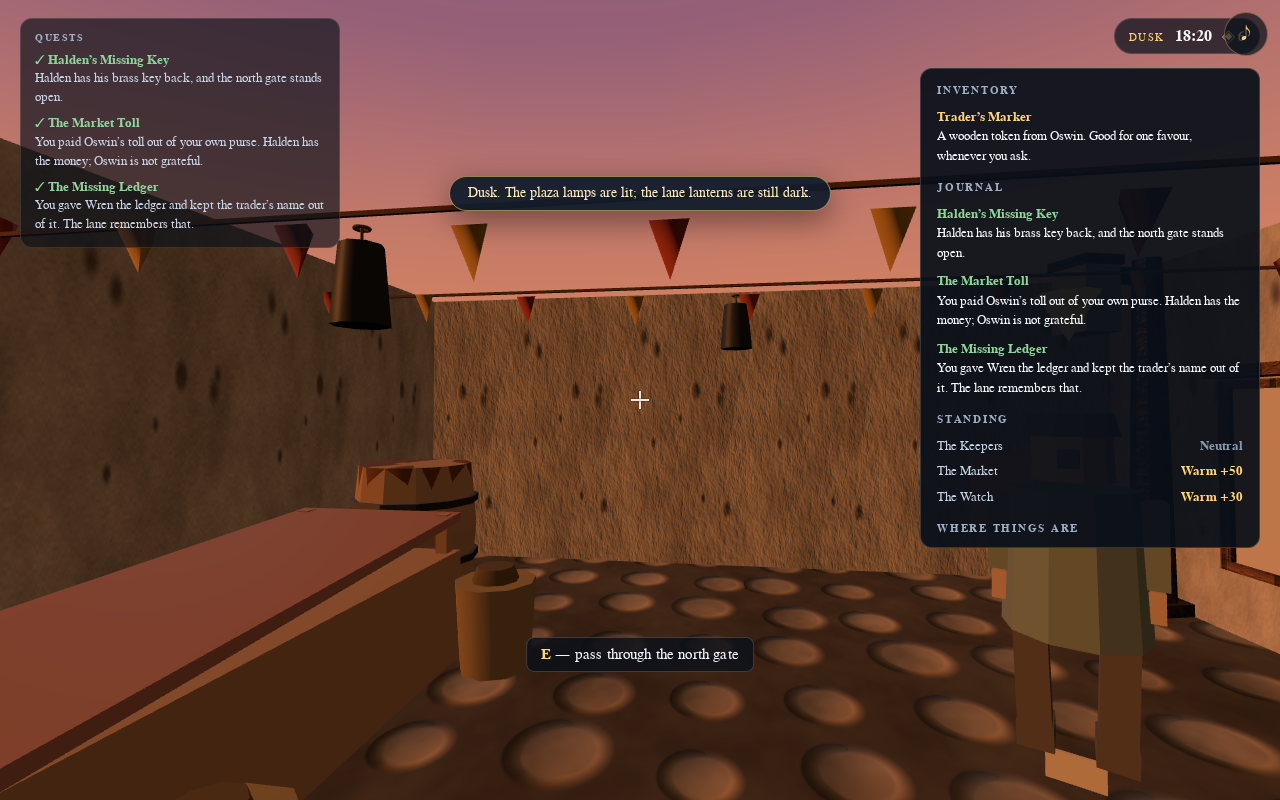 QUESTS
✓ Halden's Missing Key
Halden has his brass key back, and the north gate stands
open.
✓ The Market Toll
You paid Oswin's toll out of your own purse. Halden has
the money; Oswin is not grateful.
✓ The Missing Ledger
You gave Wren the ledger and kept the trader's name out
of it. The lane remembers that.
DUSK 18:20
Dusk. The plaza lamps are lit; the lane lanterns are still dark.
INVENTORY
Trader's Marker
A wooden token from Oswin. Good for one favour,
whenever you ask.
JOURNAL
Halden's Missing Key
Halden has his brass key back, and the north gate stands
open.
The Market Toll
You paid Oswin's toll out of your own purse. Halden has the
money; Oswin is not grateful.
The Missing Ledger
You gave Wren the ledger and kept the trader's name out of
it. The lane remembers that.
STANDING
The Keepers Neutral
The Market Warm +50
The Watch Warm +30
WHERE THINGS ARE
E — pass through the north gate